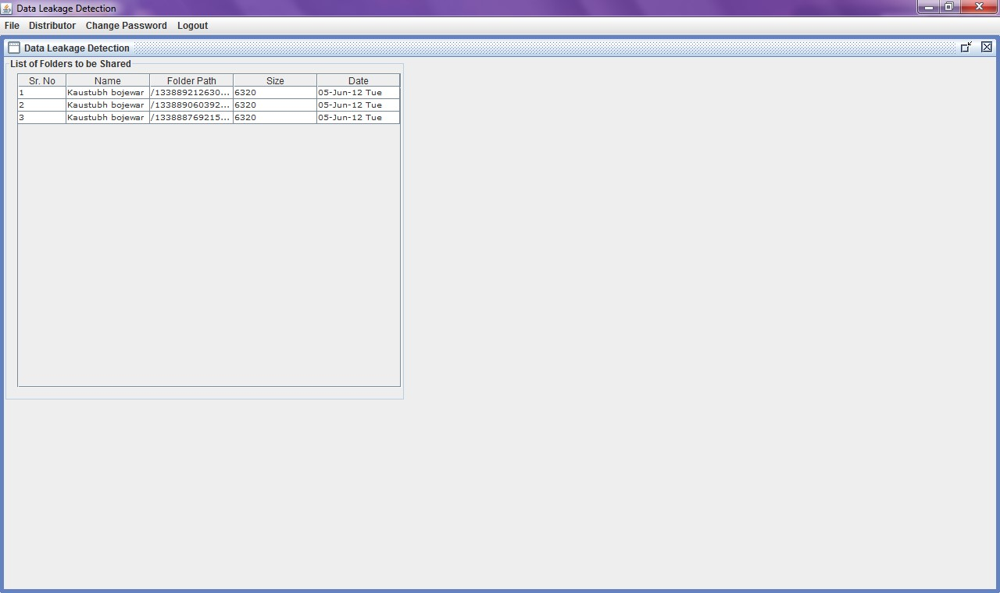 Data Leakage Detection
File Distributor Change Password Logout
Data Leakage Detection
List of Folders to be Shared
Sr. No Name Folder Path Size Date
1 Kaustubh bojewar /133889212630... 6320 05-Jun-12 Tue
2 Kaustubh bojewar /133889060392... 6320 05-Jun-12 Tue
3 Kaustubh bojewar /133888769215... 6320 05-Jun-12 Tue